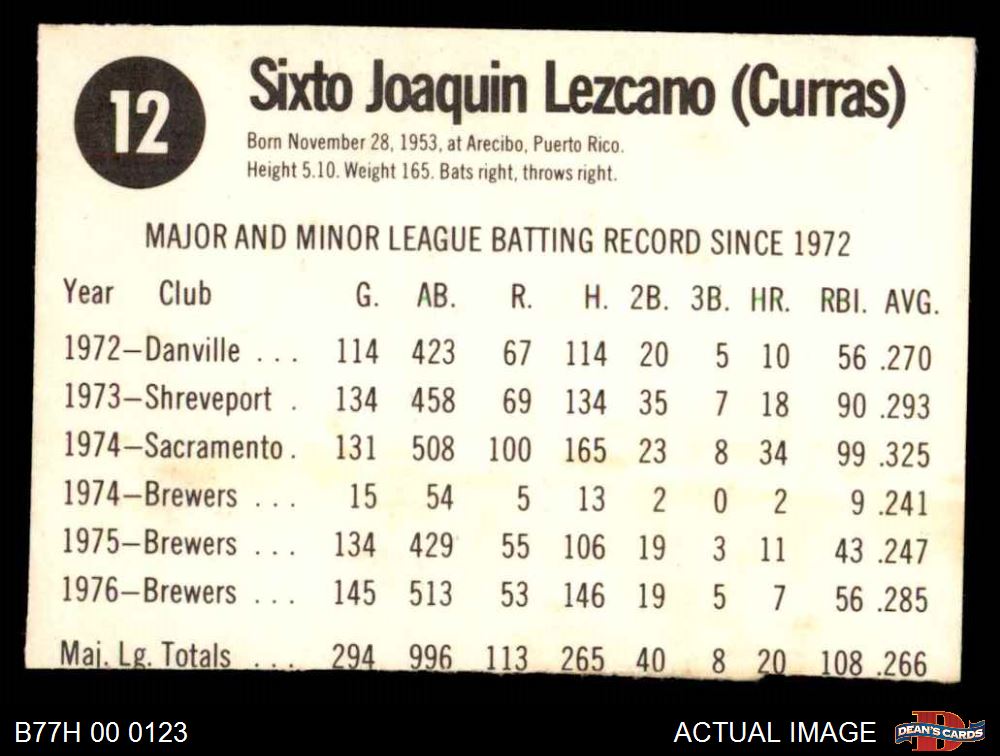 12
Sixto Joaquin Lezcano (Curras)
Born November 28, 1953, at Arecibo, Puerto Rico.
Height 5.10. Weight 165. Bats right, throws right.
MAJOR AND MINOR LEAGUE BATTING RECORD SINCE 1972
Year Club G. AB. R. H. 2B. 3B. HR. RBI. AVG.
1972—Danville ... 114 423 67 114 20 5 10 56 .270
1973—Shreveport . 134 458 69 134 35 7 18 90 .293
1974—Sacramento . 131 508 100 165 23 8 34 99 .325
1974—Brewers ... 15 54 5 13 2 0 2 9 .241
1975—Brewers ... 134 429 55 106 19 3 11 43 .247
1976—Brewers ... 145 513 53 146 19 5 7 56 .285
Maj. Lg. Totals ... 294 996 113 265 40 8 20 108 .266
B77H 00 0123 ACTUAL IMAGE DEAN'S CARDS